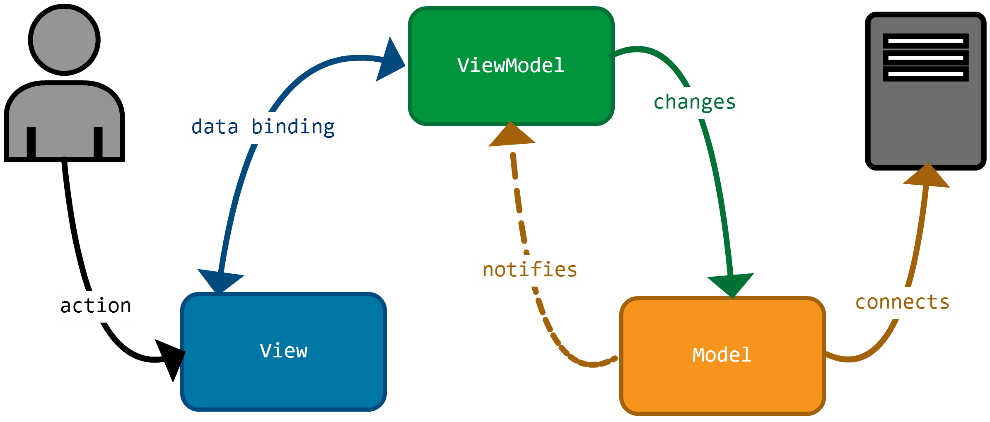 ViewModel
changes
data binding
notifies
action
connects
View
Model